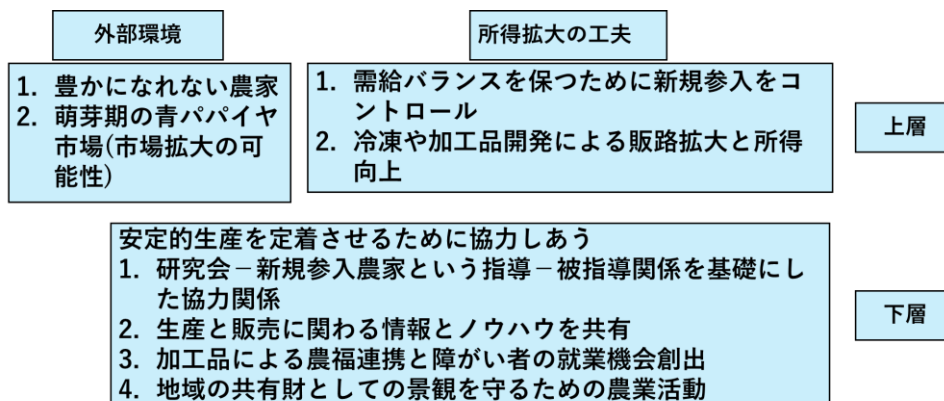 外部環境
所得拡大の工夫
1. 豊かになれない農家
2. 萌芽期の青パパイヤ
市場(市場拡大の可
能性)
1. 需給バランスを保つために新規参入をコ
ントロール
2. 冷凍や加工品開発による販路拡大と所得
向上
上層
安定的生産を定着させるために協力しあう
1. 研究会－新規参入農家という指導－被指導関係を基礎にし
た協力関係
2. 生産と販売に関わる情報とノウハウを共有
3. 加工品による農福連携と障がい者の就業機会創出
4. 地域の共有財としての景観を守るための農業活動
下層